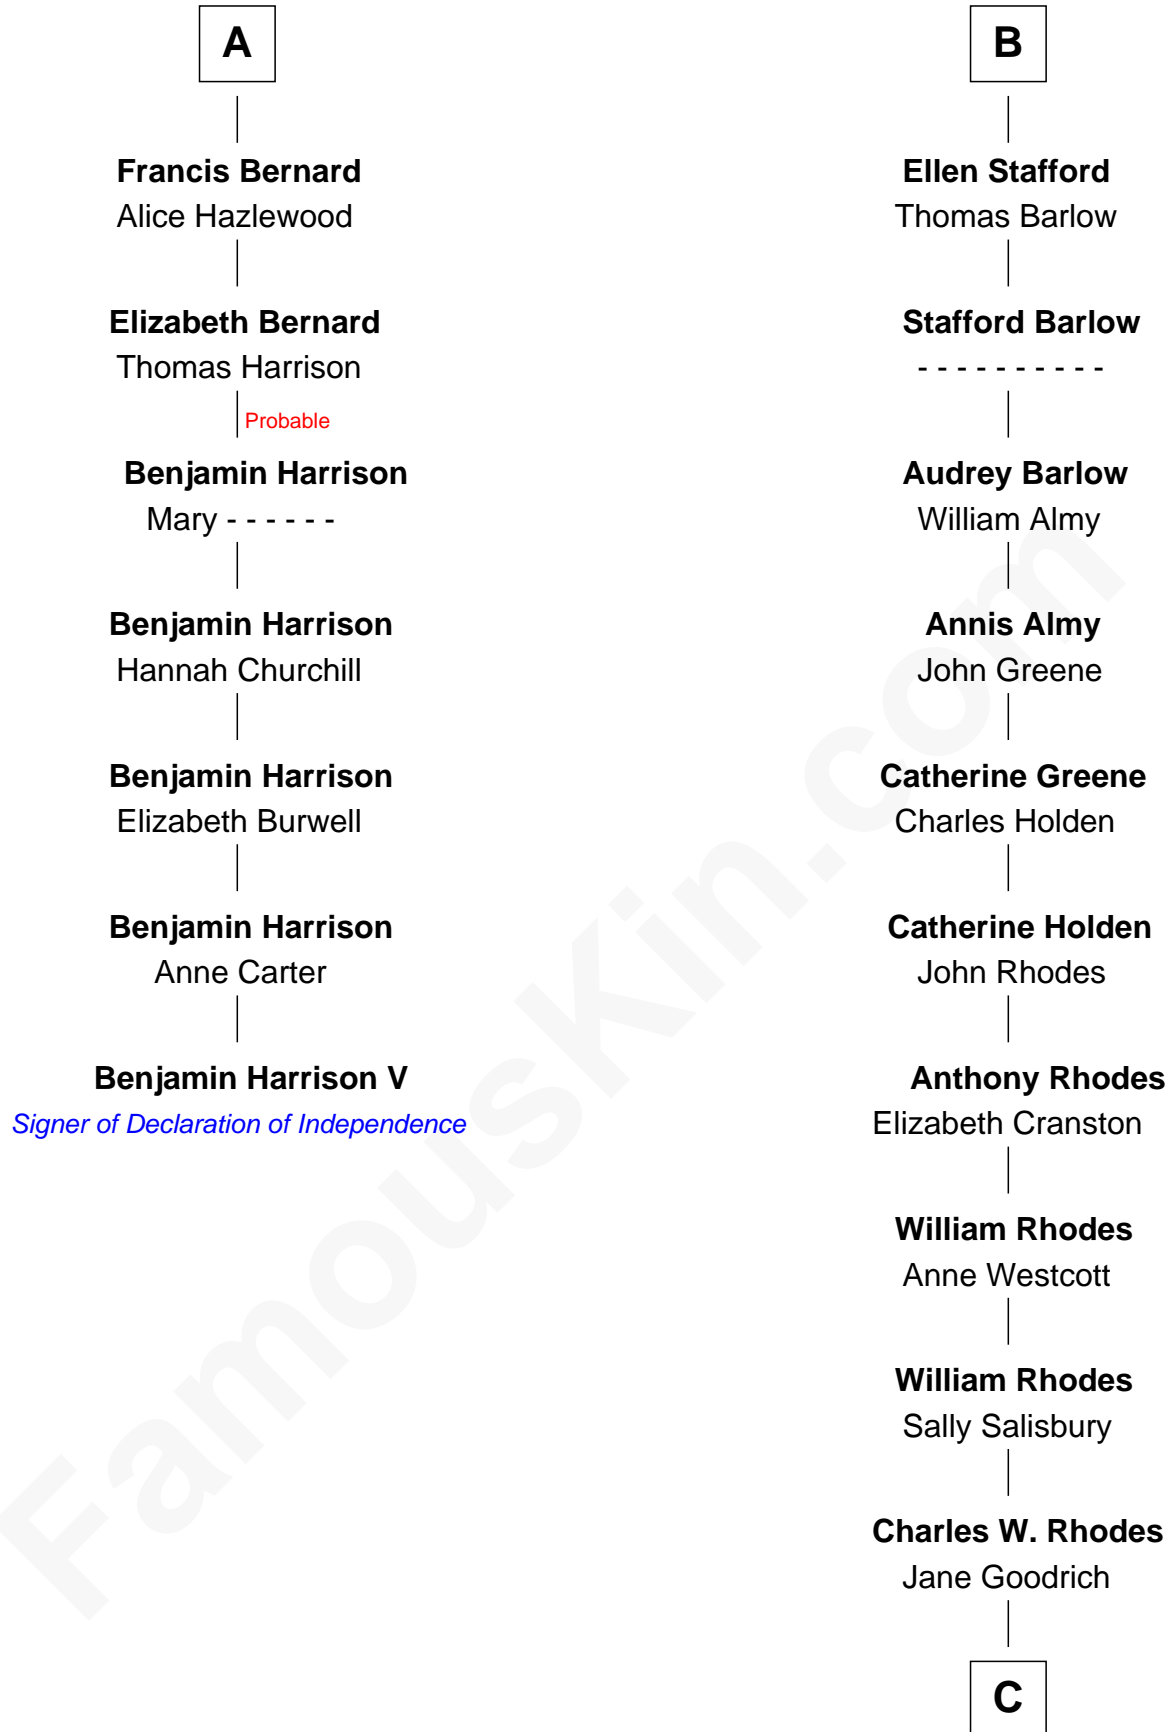 A
Francis Bernard
Alice Hazlewood
Elizabeth Bernard
Thomas Harrison
Probable
Benjamin Harrison
Mary - - - - - -
Benjamin Harrison
Hannah Churchill
Benjamin Harrison
Elizabeth Burwell
Benjamin Harrison
Anne Carter
Benjamin Harrison V
Signer of Declaration of Independence
B
Ellen Stafford
Thomas Barlow
Stafford Barlow
- - - - - - - - - -
Audrey Barlow
William Almy
Annis Almy
John Greene
Catherine Greene
Charles Holden
Catherine Holden
John Rhodes
Anthony Rhodes
Elizabeth Cranston
William Rhodes
Anne Westcott
William Rhodes
Sally Salisbury
Charles W. Rhodes
Jane Goodrich
C
FamousKin.com